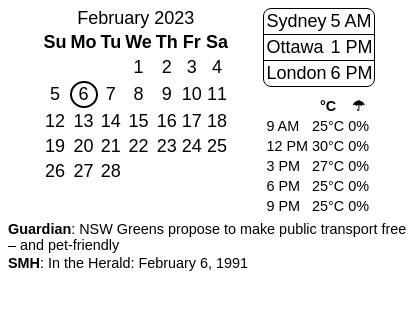 February 2023
Su Mo Tu We Th Fr Sa
1 2 3 4
5 6 7 8 9 10 11
12 13 14 15 16 17 18
19 20 21 22 23 24 25
26 27 28
Sydney 5 AM
Ottawa 1 PM
London 6 PM
°C ☂
9 AM 25°C 0%
12 PM 30°C 0%
3 PM 27°C 0%
6 PM 25°C 0%
9 PM 25°C 0%
Guardian: NSW Greens propose to make public transport free
– and pet-friendly
SMH: In the Herald: February 6, 1991